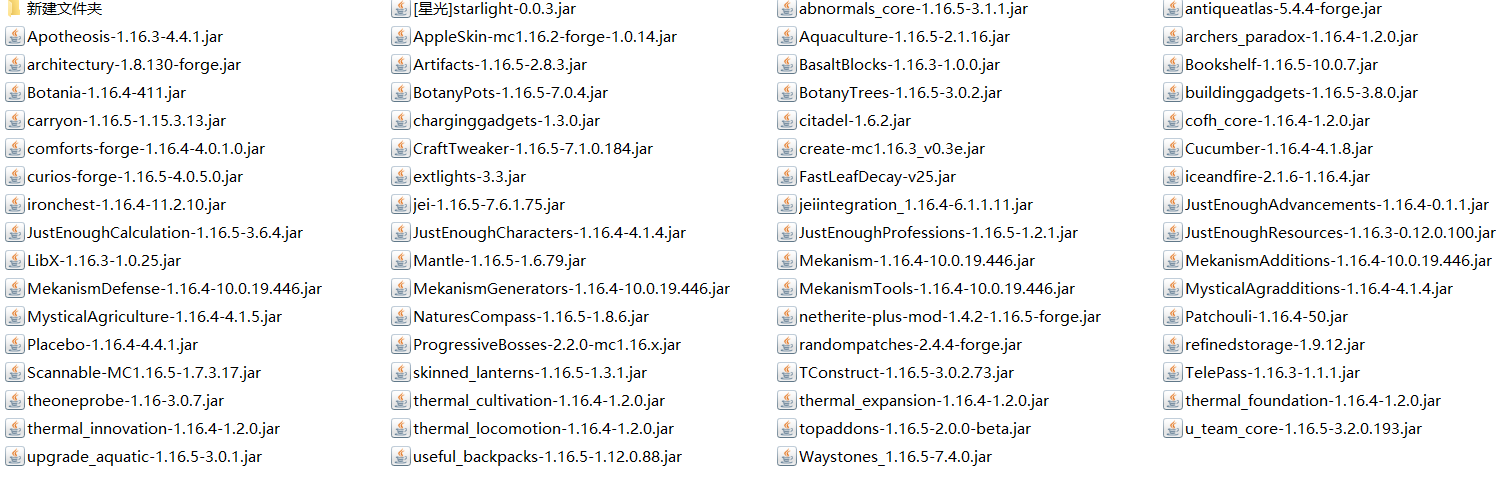 新建文件夹
[星光]starlight-0.0.3.jar
abnormals_core-1.16.5-3.1.1.jar
antiqueatlas-5.4.4-forge.jar
Apotheosis-1.16.3-4.4.1.jar
AppleSkin-mc1.16.2-forge-1.0.14.jar
Aquaculture-1.16.5-2.1.16.jar
archers_paradox-1.16.4-1.2.0.jar
architectury-1.8.130-forge.jar
Artifacts-1.16.5-2.8.3.jar
BasaltBlocks-1.16.3-1.0.0.jar
Bookshelf-1.16.5-10.0.7.jar
Botania-1.16.4-411.jar
BotanyPots-1.16.5-7.0.4.jar
BotanyTrees-1.16.5-3.0.2.jar
buildinggadgets-1.16.5-3.8.0.jar
carryon-1.16.5-1.15.3.13.jar
charginggadgets-1.3.0.jar
citadel-1.6.2.jar
cofh_core-1.16.4-1.2.0.jar
comforts-forge-1.16.4-4.0.1.0.jar
CraftTweaker-1.16.5-7.1.0.184.jar
create-mc1.16.3_v0.3e.jar
Cucumber-1.16.4-4.1.8.jar
curios-forge-1.16.5-4.0.5.0.jar
extlights-3.3.jar
FastLeafDecay-v25.jar
iceandfire-2.1.6-1.16.4.jar
ironchest-1.16.4-11.2.10.jar
jei-1.16.5-7.6.1.75.jar
jeiintegration_1.16.4-6.1.1.11.jar
JustEnoughAdvancements-1.16.4-0.1.1.jar
JustEnoughCalculation-1.16.5-3.6.4.jar
JustEnoughCharacters-1.16.4-4.1.4.jar
JustEnoughProfessions-1.16.5-1.2.1.jar
JustEnoughResources-1.16.3-0.12.0.100.jar
LibX-1.16.3-1.0.25.jar
Mantle-1.16.5-1.6.79.jar
Mekanism-1.16.4-10.0.19.446.jar
MekanismAdditions-1.16.4-10.0.19.446.jar
MekanismDefense-1.16.4-10.0.19.446.jar
MekanismGenerators-1.16.4-10.0.19.446.jar
MekanismTools-1.16.4-10.0.19.446.jar
MysticalAgradditions-1.16.4-4.1.4.jar
MysticalAgriculture-1.16.4-4.1.5.jar
NaturesCompass-1.16.5-1.8.6.jar
netherite-plus-mod-1.4.2-1.16.5-forge.jar
Patchouli-1.16.4-50.jar
Placebo-1.16.4-4.4.1.jar
ProgressiveBosses-2.2.0-mc1.16.x.jar
randompatches-2.4.4-forge.jar
refinedstorage-1.9.12.jar
Scannable-MC1.16.5-1.7.3.17.jar
skinned_lanterns-1.16.5-1.3.1.jar
TConstruct-1.16.5-3.0.2.73.jar
TelePass-1.16.3-1.1.1.jar
theoneprobe-1.16-3.0.7.jar
thermal_cultivation-1.16.4-1.2.0.jar
thermal_expansion-1.16.4-1.2.0.jar
thermal_foundation-1.16.4-1.2.0.jar
thermal_innovation-1.16.4-1.2.0.jar
thermal_locomotion-1.16.4-1.2.0.jar
topaddons-1.16.5-2.0.0-beta.jar
u_team_core-1.16.5-3.2.0.193.jar
upgrade_aquatic-1.16.5-3.0.1.jar
useful_backpacks-1.16.5-1.12.0.88.jar
Waystones_1.16.5-7.4.0.jar